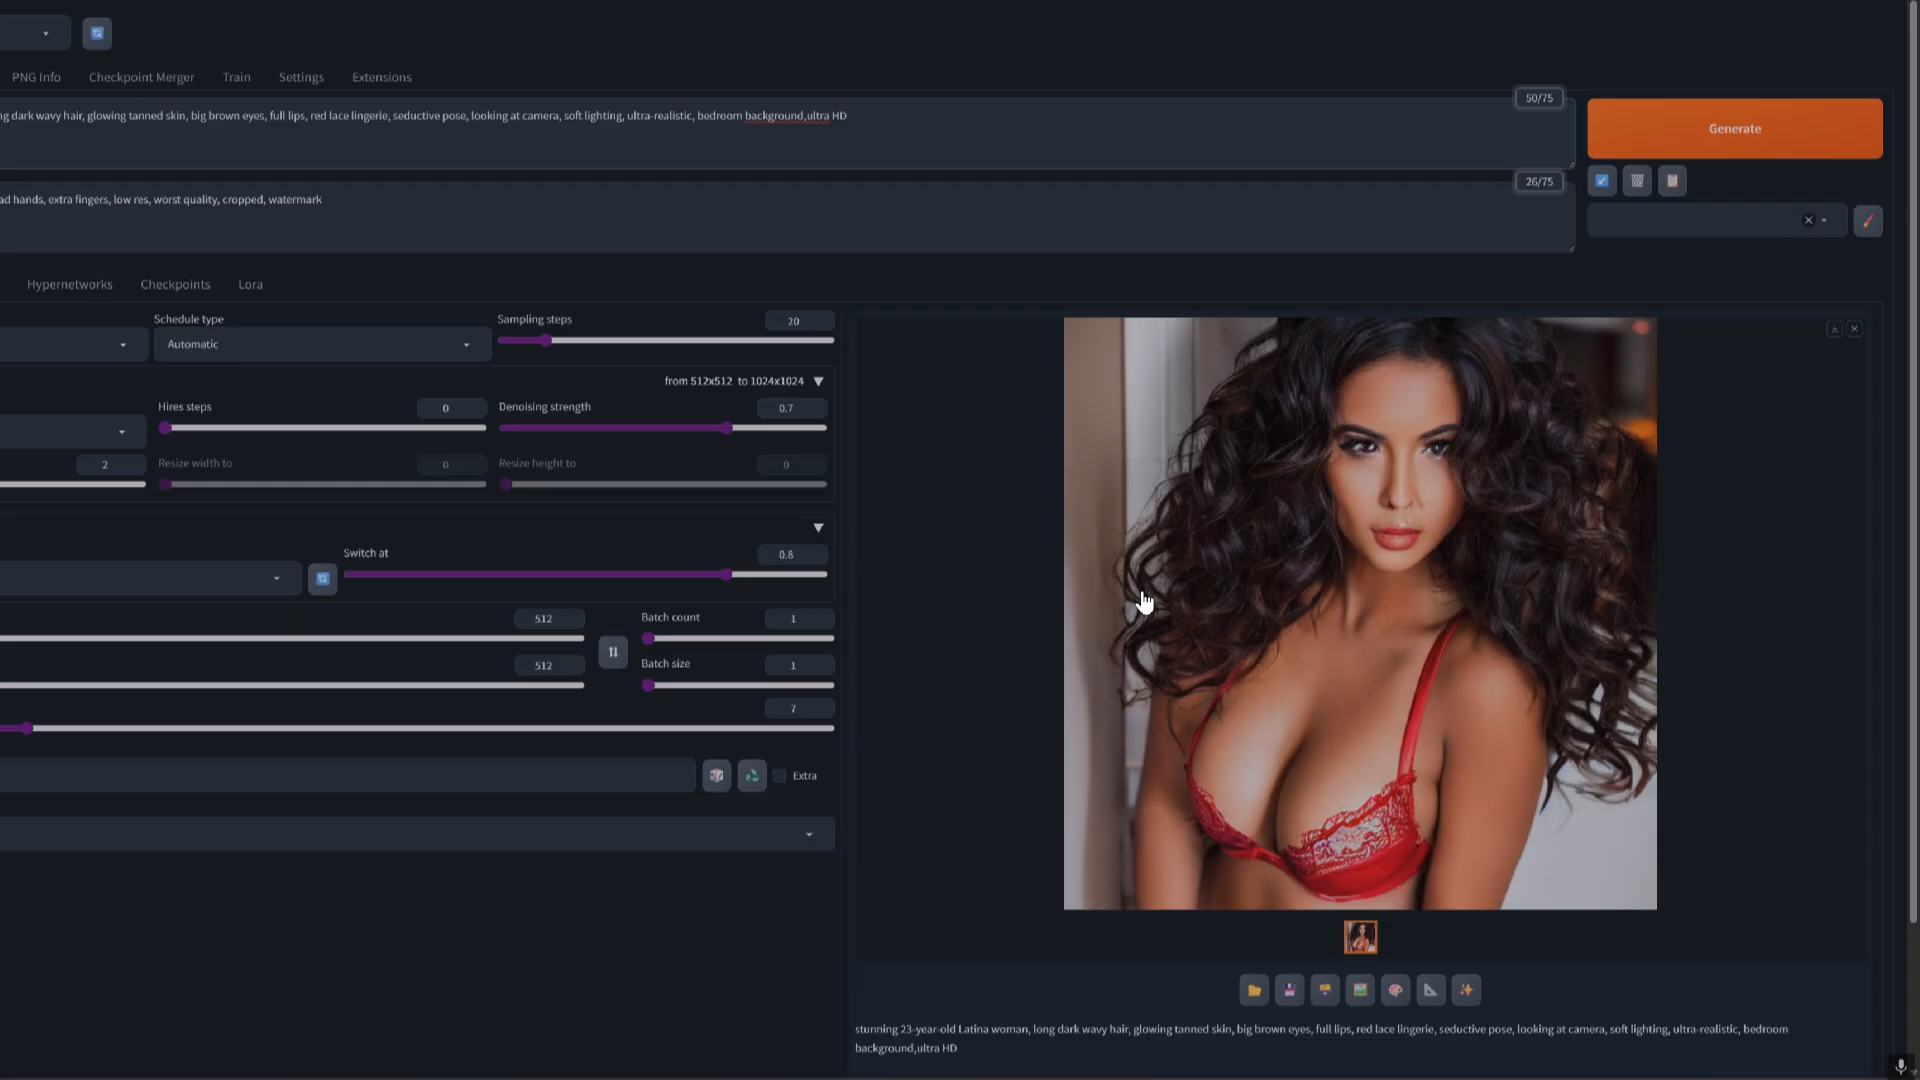 PNG Info Checkpoint Merger Train Settings Extensions
50/75
ng dark wavy hair, glowing tanned skin, big brown eyes, full lips, red lace lingerie, seductive pose, looking at camera, soft lighting, ultra-realistic, bedroom background,ultra HD
Generate
26/75
ad hands, extra fingers, low res, worst quality, cropped, watermark
Hypernetworks Checkpoints Lora
Schedule type
Sampling steps
20
Automatic
from 512x512 to 1024x1024
Hires steps
0
Denoising strength
0.7
2
Resize width to
0
Resize height to
0
Switch at
0.8
512
Batch count
1
512
Batch size
1
7
Extra
stunning 23-year-old Latina woman, long dark wavy hair, glowing tanned skin, big brown eyes, full lips, red lace lingerie, seductive pose, looking at camera, soft lighting, ultra-realistic, bedroom
background,ultra HD